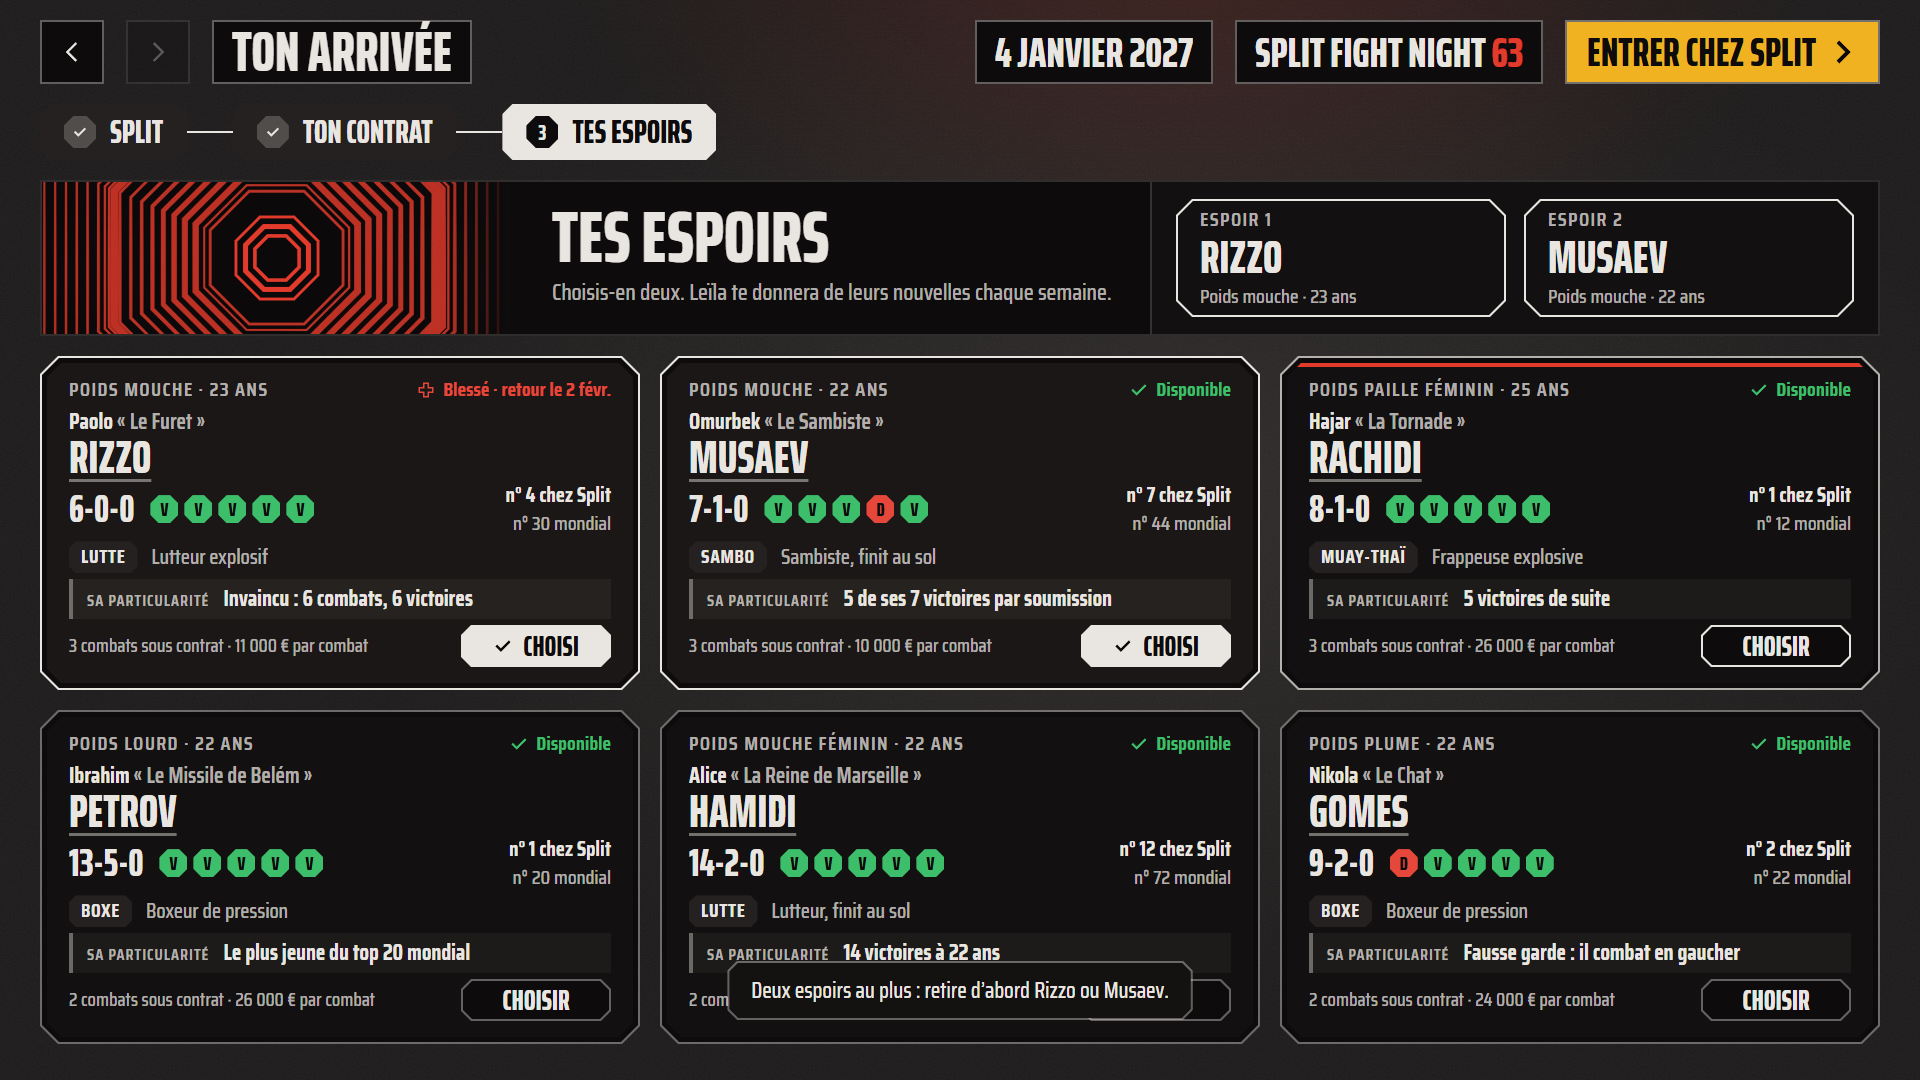 TON ARRIVÉE
4 JANVIER 2027
SPLIT FIGHT NIGHT 63
ENTRER CHEZ SPLIT
SPLIT
TON CONTRAT
3 TES ESPOIRS
TES ESPOIRS
Choisis-en deux. Leïla te donnera de leurs nouvelles chaque semaine.
ESPOIR 1
RIZZO
Poids mouche · 23 ans
ESPOIR 2
MUSAEV
Poids mouche · 22 ans
POIDS MOUCHE · 23 ANS
Blessé · retour le 2 févr.
Paolo « Le Furet »
RIZZO
6-0-0 V V V V V
n° 4 chez Split
n° 30 mondial
LUTTE Lutteur explosif
SA PARTICULARITÉ Invaincu : 6 combats, 6 victoires
3 combats sous contrat · 11 000 € par combat
CHOISI
POIDS MOUCHE · 22 ANS
Disponible
Omurbek « Le Sambiste »
MUSAEV
7-1-0 V V V D V
n° 7 chez Split
n° 44 mondial
SAMBO Sambiste, finit au sol
SA PARTICULARITÉ 5 de ses 7 victoires par soumission
3 combats sous contrat · 10 000 € par combat
CHOISI
POIDS PAILLE FÉMININ · 25 ANS
Disponible
Hajar « La Tornade »
RACHIDI
8-1-0 V V V V V
n° 1 chez Split
n° 12 mondial
MUAY-THAÏ Frappeuse explosive
SA PARTICULARITÉ 5 victoires de suite
3 combats sous contrat · 26 000 € par combat
CHOISIR
POIDS LOURD · 22 ANS
Disponible
Ibrahim « Le Missile de Belém »
PETROV
13-5-0 V V V V V
n° 1 chez Split
n° 20 mondial
BOXE Boxeur de pression
SA PARTICULARITÉ Le plus jeune du top 20 mondial
2 combats sous contrat · 26 000 € par combat
CHOISIR
POIDS MOUCHE FÉMININ · 22 ANS
Disponible
Alice « La Reine de Marseille »
HAMIDI
14-2-0 V V V V V
n° 12 chez Split
n° 72 mondial
LUTTE Lutteur, finit au sol
SA PARTICULARITÉ 14 victoires à 22 ans
2 com
Deux espoirs au plus : retire d'abord Rizzo ou Musaev.
POIDS PLUME · 22 ANS
Disponible
Nikola « Le Chat »
GOMES
9-2-0 D V V V V
n° 2 chez Split
n° 22 mondial
BOXE Boxeur de pression
SA PARTICULARITÉ Fausse garde : il combat en gaucher
2 combats sous contrat · 24 000 € par combat
CHOISIR